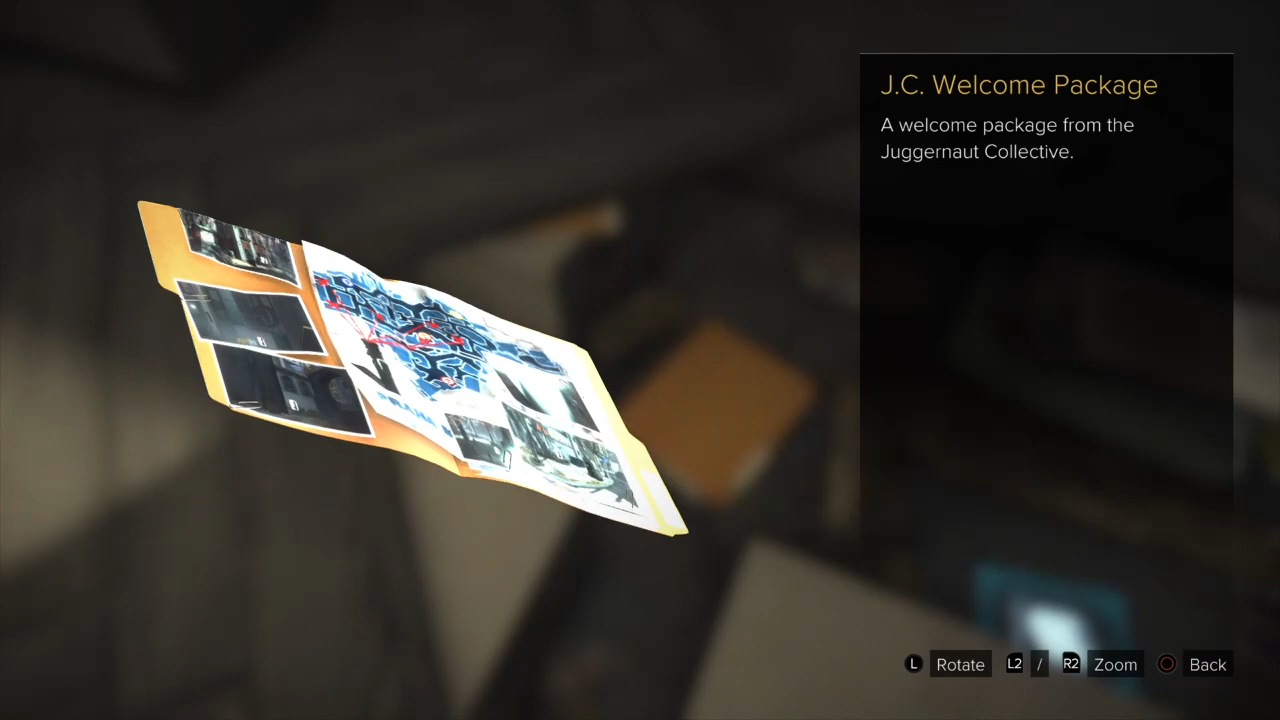 J.C. Welcome Package
A welcome package from the
Juggernaut Collective.
L Rotate L2 / R2 Zoom Back